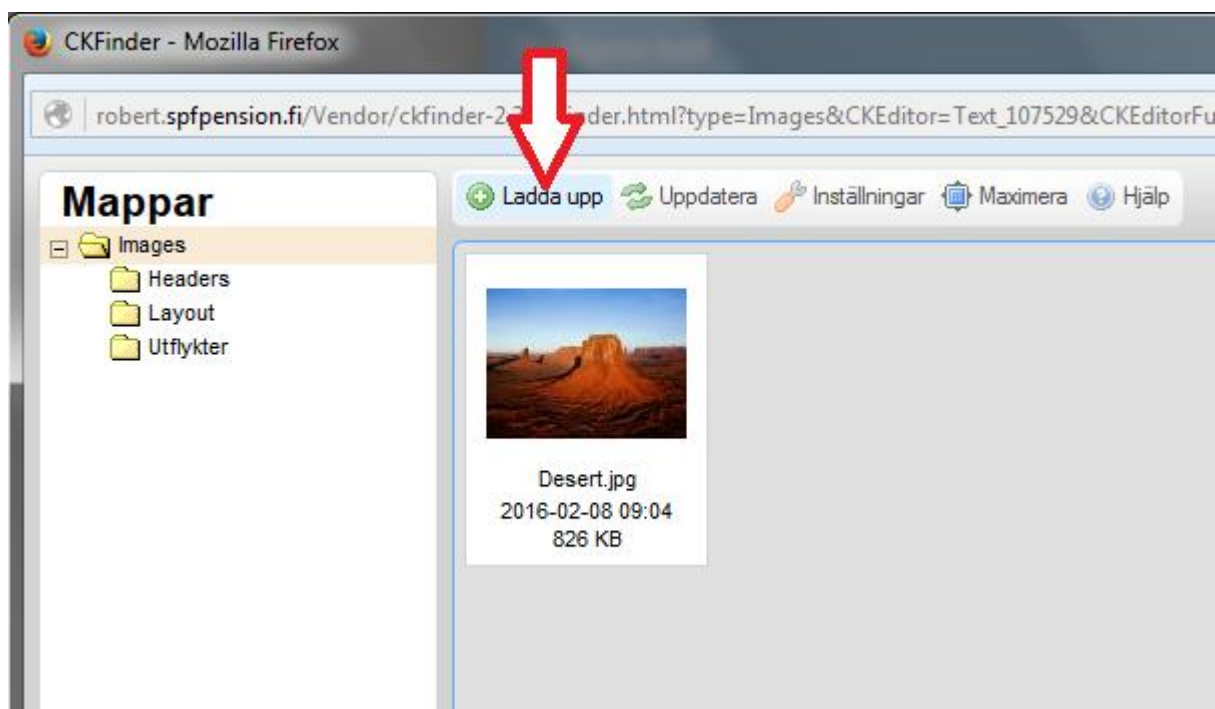 CKFinder - Mozilla Firefox
robert.spfpension.fi/Vendor/ckfinder-2. inder.html?type=Images&CKEditor=Text_107529&CKEditorFu
Mappar
Ladda upp Uppdatera Inställningar Maximera Hjälp
Images
Headers
Layout
Utflykter
Desert.jpg
2016-02-08 09:04
826 KB